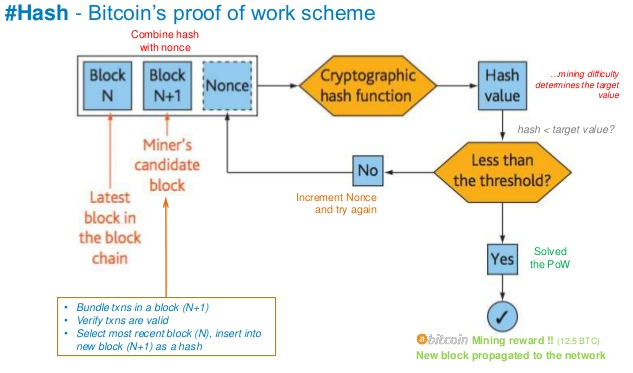 #Hash - Bitcoin’s proof of work scheme
Combine hash
with nonce
Block
N
Block
N+1
Nonce
Cryptographic
hash function
Hash
value
...mining difficulty
determines the target
value
hash < target value?
Less than
the threshold?
No
Increment Nonce
and try again
Miner's
candidate
block
Latest
block in
the block
chain
Yes
Solved
the PoW
• Bundle txns in a block (N+1)
• Verify txns are valid
• Select most recent block (N), insert into
new block (N+1) as a hash
bitcoin Mining reward !! (12.5 BTC)
New block propagated to the network